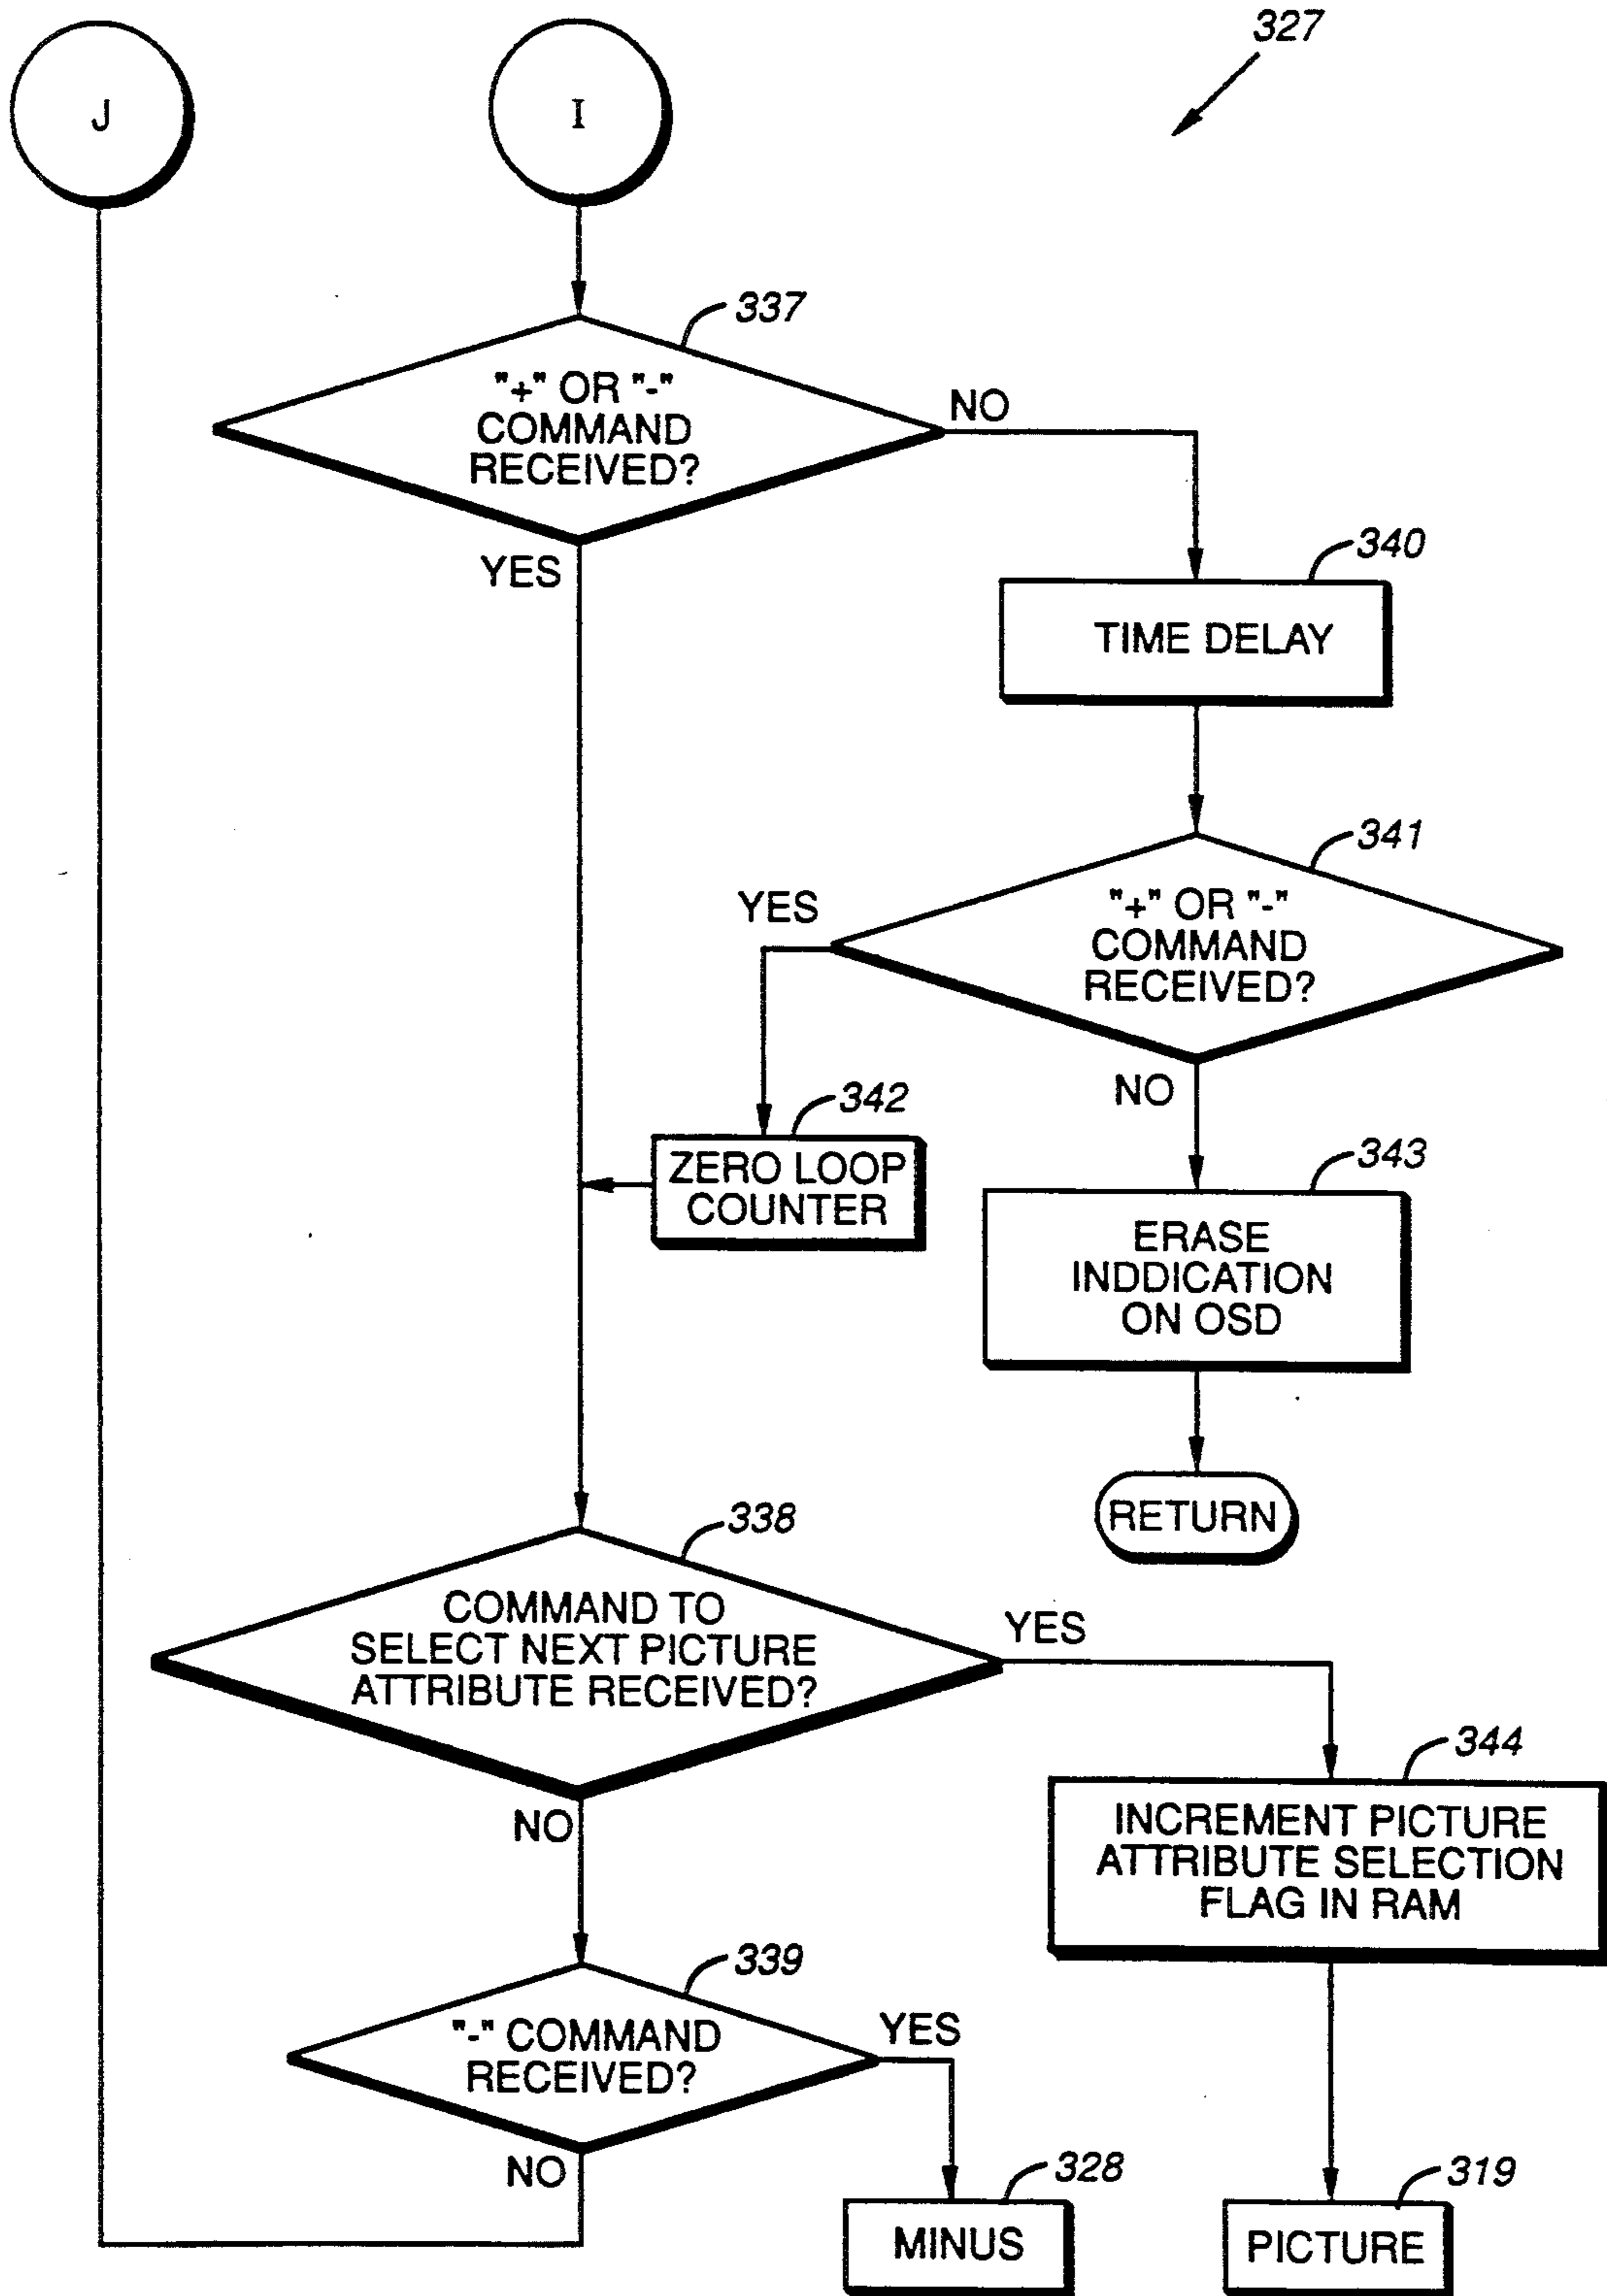 327
J
I
337
"+" OR "-"
COMMAND
RECEIVED?
NO
YES
340
TIME DELAY
341
"+" OR "-"
COMMAND
RECEIVED?
YES
NO
342
ZERO LOOP
COUNTER
343
ERASE
INDDICATION
ON OSD
RETURN
338
COMMAND TO
SELECT NEXT PICTURE
ATTRIBUTE RECEIVED?
YES
NO
344
INCREMENT PICTURE
ATTRIBUTE SELECTION
FLAG IN RAM
339
"-" COMMAND
RECEIVED?
YES
NO
328
MINUS
319
PICTURE